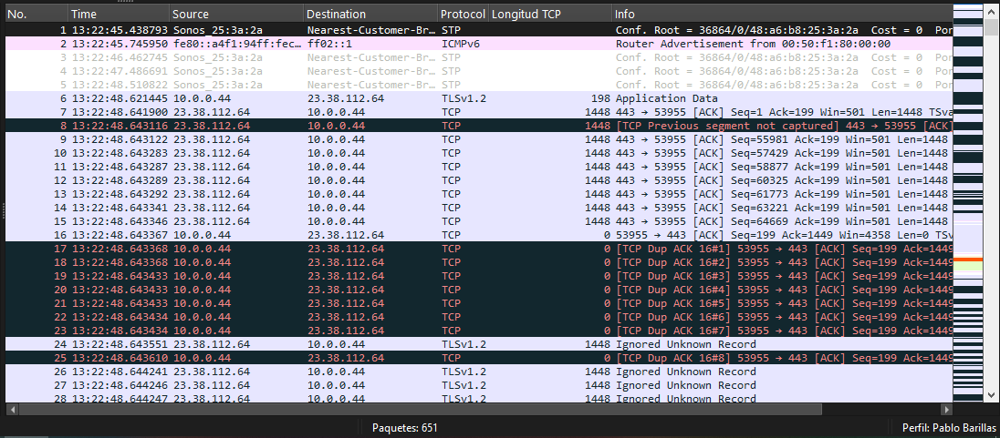 No. Time Source Destination Protocol Longitud TCP Info
1 13:22:45.438793 Sonos_25:3a:2a Nearest-Customer-Br… STP Conf. Root = 36864/0/48:a6:b8:25:3a:2a Cost = 0 Por
2 13:22:45.745950 fe80::a4f1:94ff:fec… ff02::1 ICMPv6 Router Advertisement from 00:50:f1:80:00:00
3 13:22:46.462745 Sonos_25:3a:2a Nearest-Customer-Br… STP Conf. Root = 36864/0/48:a6:b8:25:3a:2a Cost = 0 Por
4 13:22:47.486691 Sonos_25:3a:2a Nearest-Customer-Br… STP Conf. Root = 36864/0/48:a6:b8:25:3a:2a Cost = 0 Por
5 13:22:48.510822 Sonos_25:3a:2a Nearest-Customer-Br… STP Conf. Root = 36864/0/48:a6:b8:25:3a:2a Cost = 0 Por
6 13:22:48.621445 10.0.0.44 23.38.112.64 TLSv1.2 198 Application Data
7 13:22:48.641900 23.38.112.64 10.0.0.44 TCP 1448 443 → 53955 [ACK] Seq=1 Ack=199 Win=501 Len=1448 TSva
8 13:22:48.643116 23.38.112.64 10.0.0.44 TCP 1448 [TCP Previous segment not captured] 443 → 53955 [ACK]
9 13:22:48.643122 23.38.112.64 10.0.0.44 TCP 1448 443 → 53955 [ACK] Seq=55981 Ack=199 Win=501 Len=1448
10 13:22:48.643283 23.38.112.64 10.0.0.44 TCP 1448 443 → 53955 [ACK] Seq=57429 Ack=199 Win=501 Len=1448
11 13:22:48.643287 23.38.112.64 10.0.0.44 TCP 1448 443 → 53955 [ACK] Seq=58877 Ack=199 Win=501 Len=1448
12 13:22:48.643289 23.38.112.64 10.0.0.44 TCP 1448 443 → 53955 [ACK] Seq=60325 Ack=199 Win=501 Len=1448
13 13:22:48.643292 23.38.112.64 10.0.0.44 TCP 1448 443 → 53955 [ACK] Seq=61773 Ack=199 Win=501 Len=1448
14 13:22:48.643341 23.38.112.64 10.0.0.44 TCP 1448 443 → 53955 [ACK] Seq=63221 Ack=199 Win=501 Len=1448
15 13:22:48.643346 23.38.112.64 10.0.0.44 TCP 1448 443 → 53955 [ACK] Seq=64669 Ack=199 Win=501 Len=1448
16 13:22:48.643367 10.0.0.44 23.38.112.64 TCP 0 53955 → 443 [ACK] Seq=199 Ack=1449 Win=4358 Len=0 TSv
17 13:22:48.643368 10.0.0.44 23.38.112.64 TCP 0 [TCP Dup ACK 16#1] 53955 → 443 [ACK] Seq=199 Ack=1449
18 13:22:48.643368 10.0.0.44 23.38.112.64 TCP 0 [TCP Dup ACK 16#2] 53955 → 443 [ACK] Seq=199 Ack=1449
19 13:22:48.643433 10.0.0.44 23.38.112.64 TCP 0 [TCP Dup ACK 16#3] 53955 → 443 [ACK] Seq=199 Ack=1449
20 13:22:48.643433 10.0.0.44 23.38.112.64 TCP 0 [TCP Dup ACK 16#4] 53955 → 443 [ACK] Seq=199 Ack=1449
21 13:22:48.643433 10.0.0.44 23.38.112.64 TCP 0 [TCP Dup ACK 16#5] 53955 → 443 [ACK] Seq=199 Ack=1449
22 13:22:48.643434 10.0.0.44 23.38.112.64 TCP 0 [TCP Dup ACK 16#6] 53955 → 443 [ACK] Seq=199 Ack=1449
23 13:22:48.643434 10.0.0.44 23.38.112.64 TCP 0 [TCP Dup ACK 16#7] 53955 → 443 [ACK] Seq=199 Ack=1449
24 13:22:48.643551 23.38.112.64 10.0.0.44 TLSv1.2 1448 Ignored Unknown Record
25 13:22:48.643610 10.0.0.44 23.38.112.64 TCP 0 [TCP Dup ACK 16#8] 53955 → 443 [ACK] Seq=199 Ack=1449
26 13:22:48.644241 23.38.112.64 10.0.0.44 TLSv1.2 1448 Ignored Unknown Record
27 13:22:48.644246 23.38.112.64 10.0.0.44 TLSv1.2 1448 Ignored Unknown Record
28 13:22:48.644247 23.38.112.64 10.0.0.44 TLSv1.2 1448 Ignored Unknown Record
Paquetes: 651 Perfil: Pablo Barillas